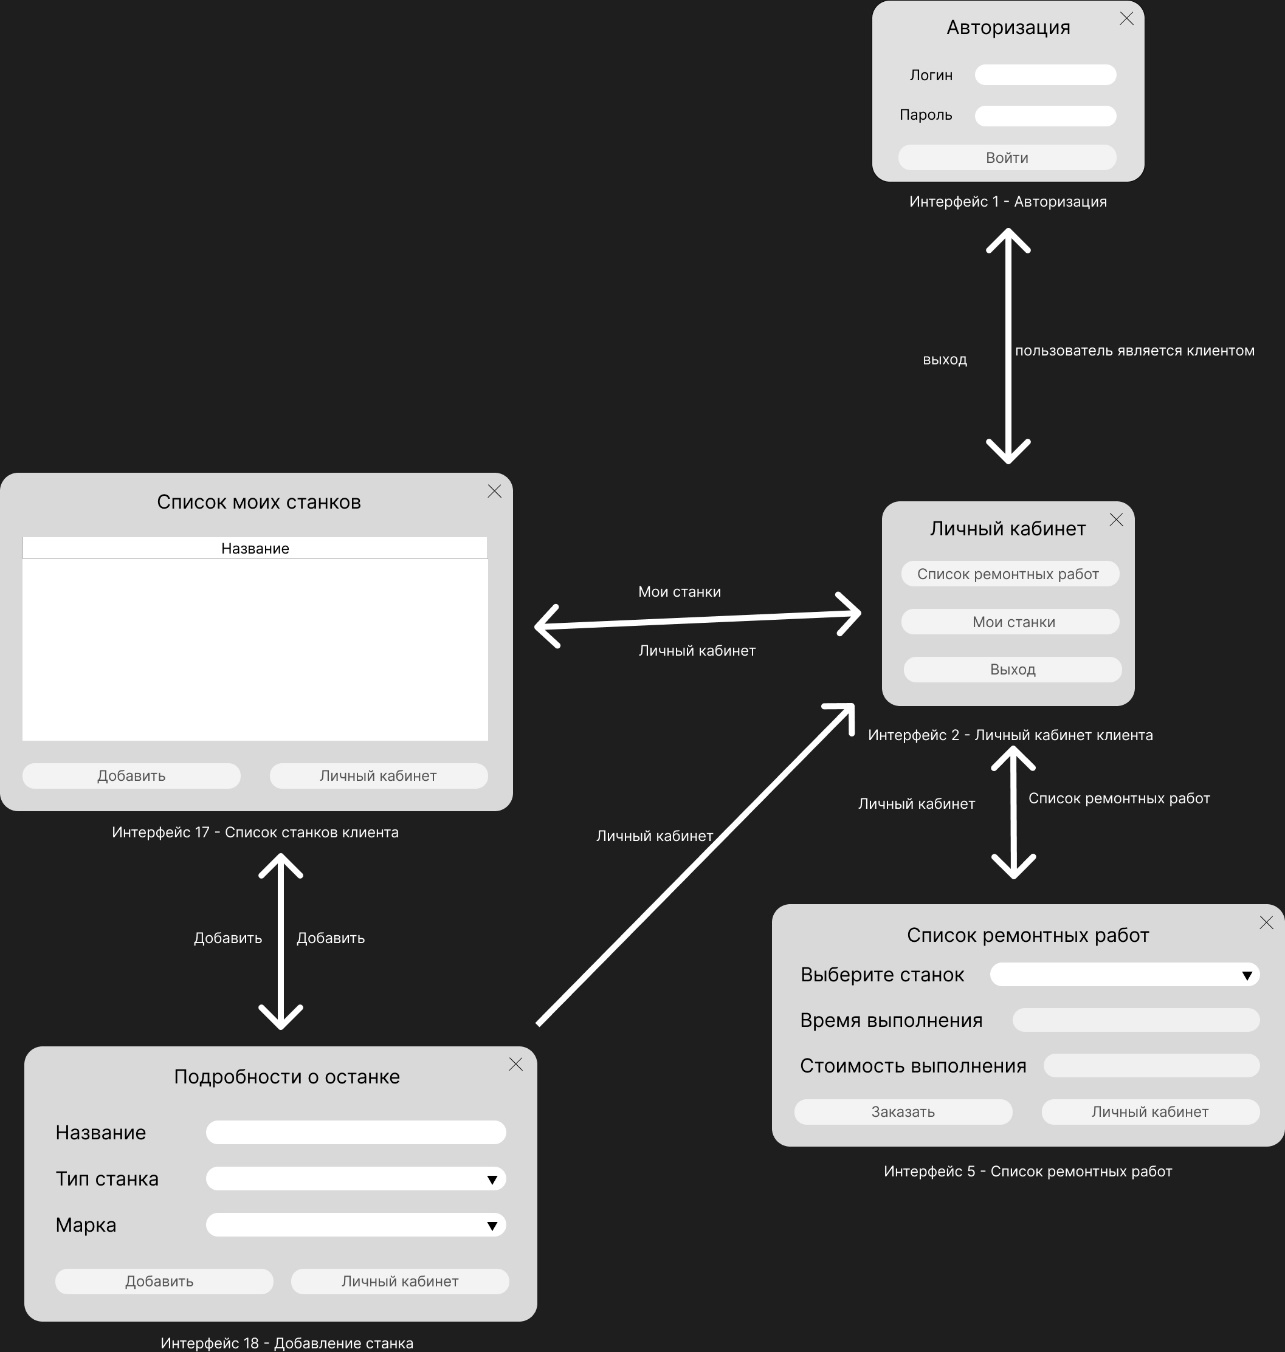 Авторизация
Логин
Пароль
Войти
Интерфейс 1 - Авторизация
выход
пользователь является клиентом
Список моих станков
Название
Добавить
Личный кабинет
Интерфейс 17 - Список станков клиента
Мои станки
Личный кабинет
Личный кабинет
Список ремонтных работ
Мои станки
Выход
Интерфейс 2 - Личный кабинет клиента
Личный кабинет
Личный кабинет
Список ремонтных работ
Добавить
Добавить
Список ремонтных работ
Выберите станок
Время выполнения
Стоимость выполнения
Заказать
Личный кабинет
Интерфейс 5 - Список ремонтных работ
Подробности о останке
Название
Тип станка
Марка
Добавить
Личный кабинет
Интерфейс 18 - Добавление станка